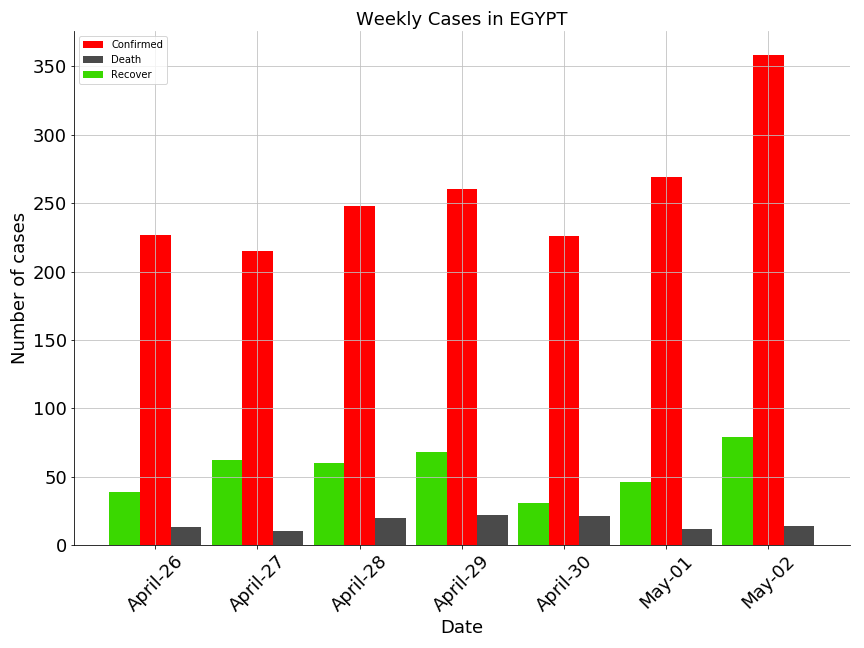 Weekly Cases in EGYPT
Confirmed
Death
Recover
350
300
250
200
150
100
50
0
Number of cases
April-26
April-27
April-28
April-29
April-30
May-01
May-02
Date